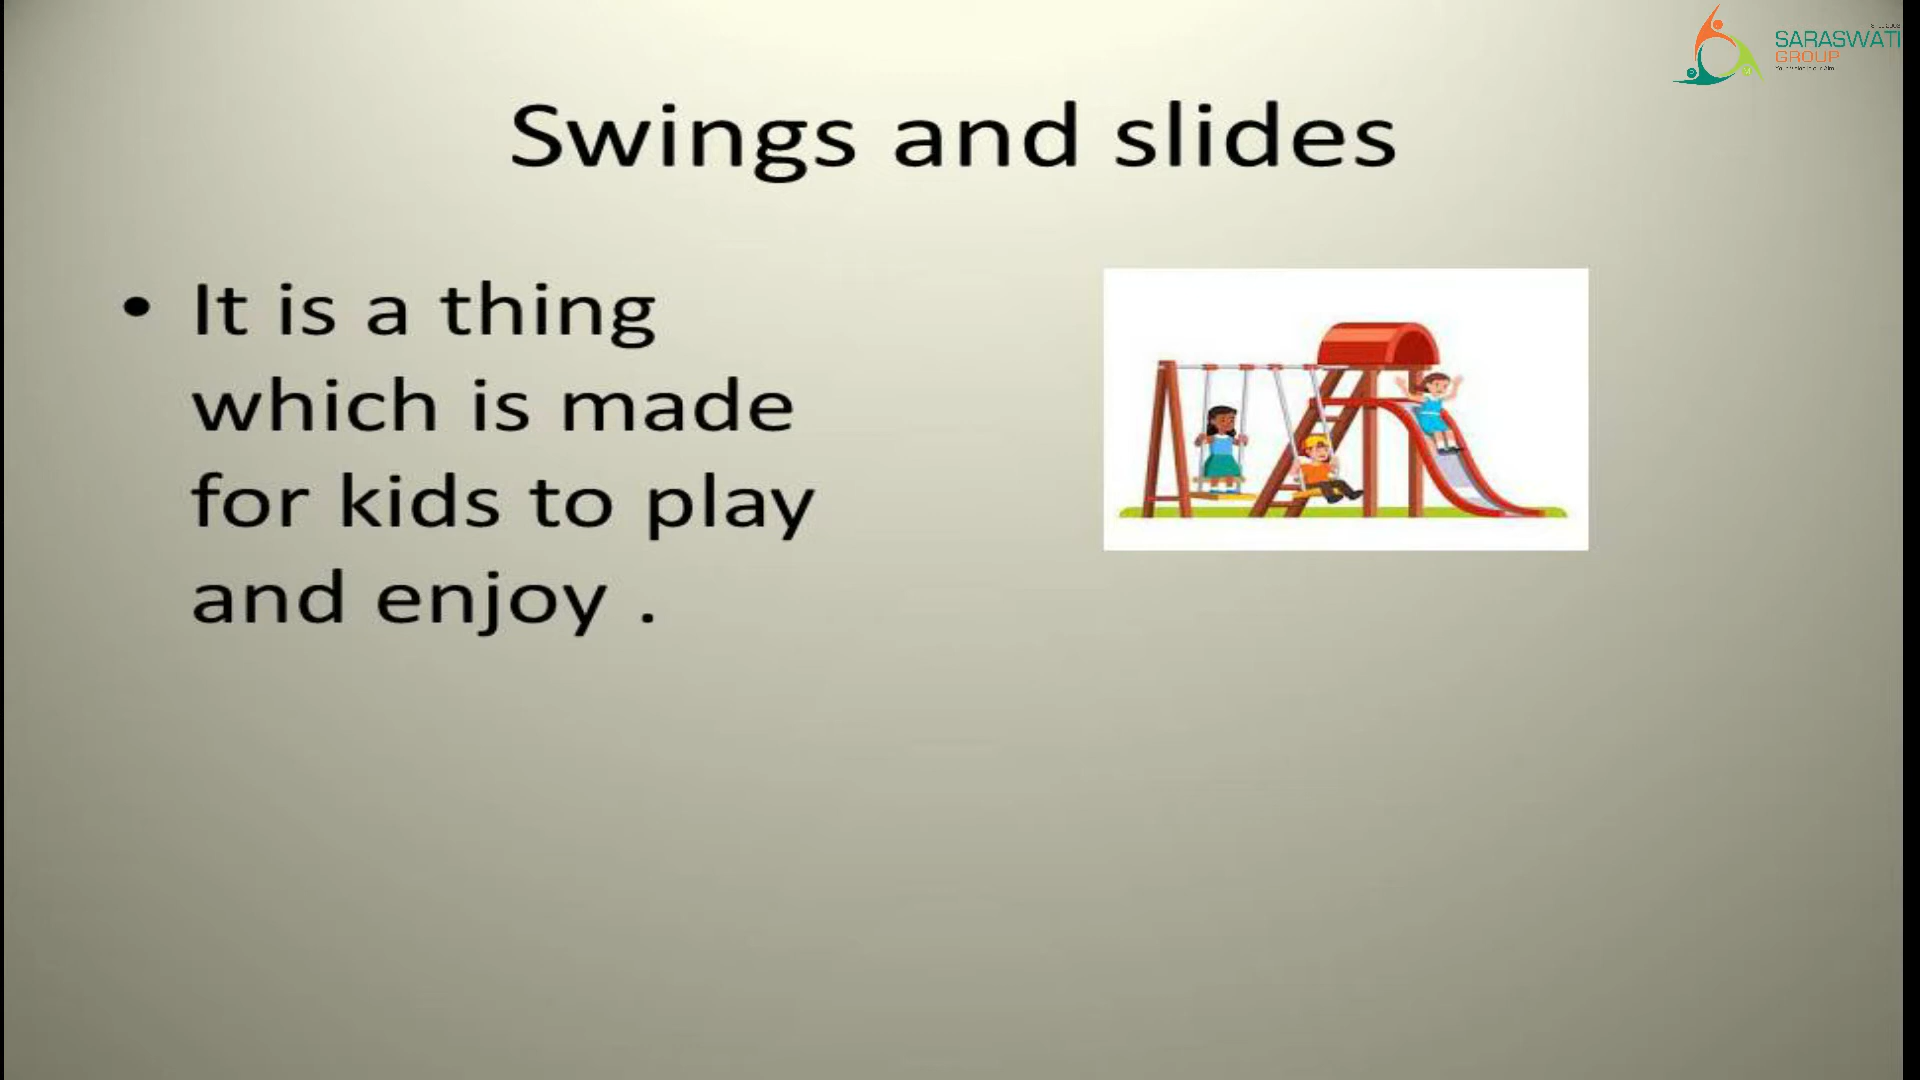 SARASWATI
GROUP
Swings and slides
• It is a thing
which is made
for kids to play
and enjoy .